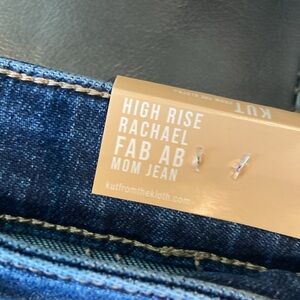 KUT
HIGH RISE
RACHAEL
FAB AB
MOM JEAN
kutfromthekloth.com